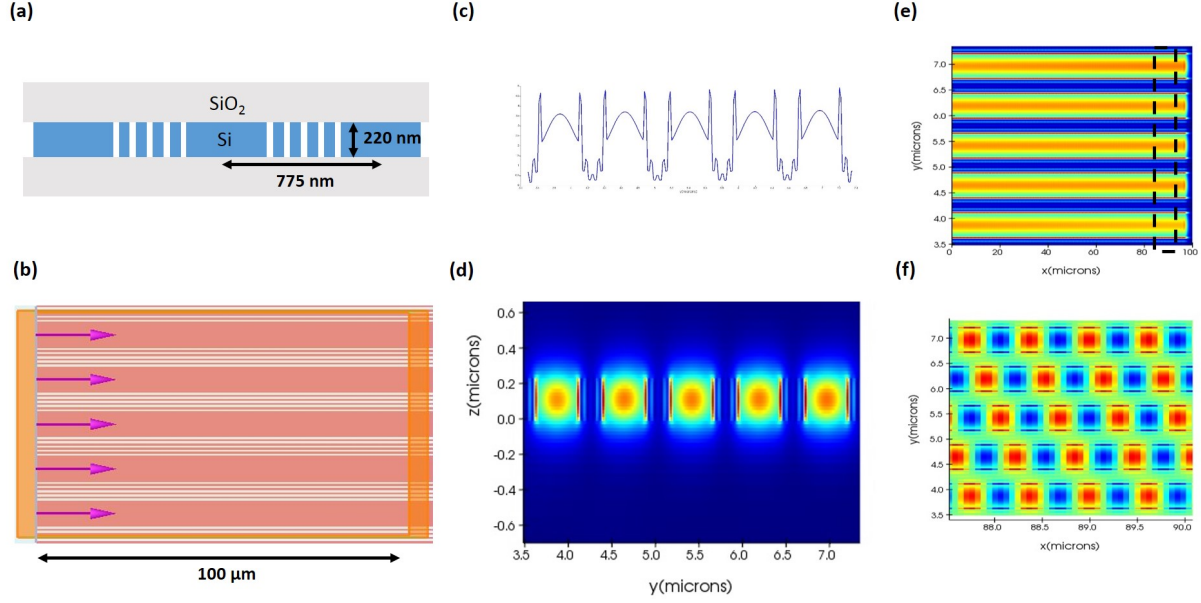 (a)
SiO2
Si
220 nm
775 nm
(b)
100 μm
(c)
(d)
0.6
0.4
0.2
0.0
-0.2
-0.4
-0.6
z(microns)
3.5 4.0 4.5 5.0 5.5 6.0 6.5 7.0
y(microns)
(e)
7.0
6.5
6.0
5.5
5.0
4.5
4.0
3.5
y(microns)
0 20 40 60 80 100
x(microns)
(f)
7.0
6.5
6.0
5.5
5.0
4.5
4.0
3.5
y(microns)
88.0 88.5 89.0 89.5 90.0
x(microns)